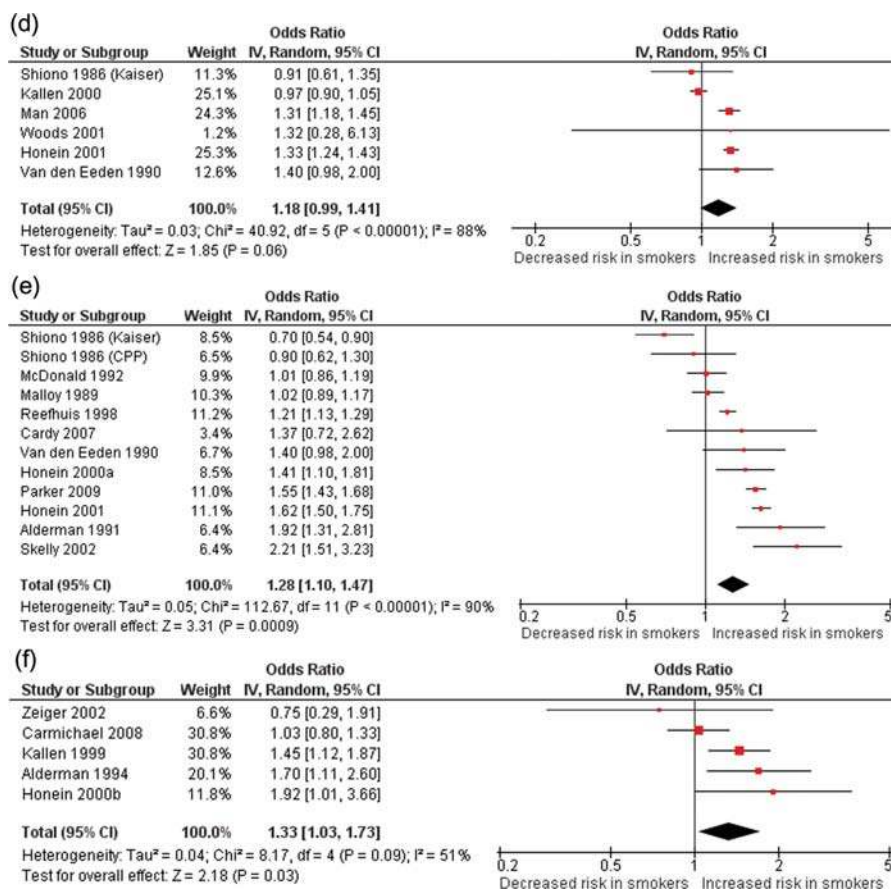 (d)
Odds Ratio Odds Ratio
Study or Subgroup Weight IV, Random, 95% CI IV, Random, 95% CI
Shiono 1986 (Kaiser) 11.3% 0.91 [0.61, 1.35]
Kallen 2000 25.1% 0.97 [0.90, 1.05]
Man 2006 24.3% 1.31 [1.18, 1.45]
Woods 2001 1.2% 1.32 [0.28, 6.13]
Honein 2001 25.3% 1.33 [1.24, 1.43]
Van den Eeden 1990 12.6% 1.40 [0.98, 2.00]
Total (95% CI) 100.0% 1.18 [0.99, 1.41]
Heterogeneity: Tau² = 0.03; Chi² = 40.92, df = 5 (P < 0.00001); I² = 88%
Test for overall effect: Z = 1.85 (P = 0.06)
0.2 0.5 1 2 5
Decreased risk in smokers Increased risk in smokers
(e)
Odds Ratio Odds Ratio
Study or Subgroup Weight IV, Random, 95% CI IV, Random, 95% CI
Shiono 1986 (Kaiser) 8.5% 0.70 [0.54, 0.90]
Shiono 1986 (CPP) 6.5% 0.90 [0.62, 1.30]
McDonald 1992 9.9% 1.01 [0.86, 1.19]
Malloy 1989 10.3% 1.02 [0.89, 1.17]
Reefhuis 1998 11.2% 1.21 [1.13, 1.29]
Cardy 2007 3.4% 1.37 [0.72, 2.62]
Van den Eeden 1990 6.7% 1.40 [0.98, 2.00]
Honein 2000a 8.5% 1.41 [1.10, 1.81]
Parker 2009 11.0% 1.55 [1.43, 1.68]
Honein 2001 11.1% 1.62 [1.50, 1.75]
Alderman 1991 6.4% 1.92 [1.31, 2.81]
Skelly 2002 6.4% 2.21 [1.51, 3.23]
Total (95% CI) 100.0% 1.28 [1.10, 1.47]
Heterogeneity: Tau² = 0.05; Chi² = 112.67, df = 11 (P < 0.00001); I² = 90%
Test for overall effect: Z = 3.31 (P = 0.0009)
0.2 0.5 1 2 5
Decreased risk in smokers Increased risk in smokers
(f)
Odds Ratio Odds Ratio
Study or Subgroup Weight IV, Random, 95% CI IV, Random, 95% CI
Zeiger 2002 6.6% 0.75 [0.29, 1.91]
Carmichael 2008 30.8% 1.03 [0.80, 1.33]
Kallen 1999 30.8% 1.45 [1.12, 1.87]
Alderman 1994 20.1% 1.70 [1.11, 2.60]
Honein 2000b 11.8% 1.92 [1.01, 3.66]
Total (95% CI) 100.0% 1.33 [1.03, 1.73]
Heterogeneity: Tau² = 0.04; Chi² = 8.17, df = 4 (P = 0.09); I² = 51%
Test for overall effect: Z = 2.18 (P = 0.03)
0.2 0.5 1 2 5
Decreased risk in smokers Increased risk in smokers